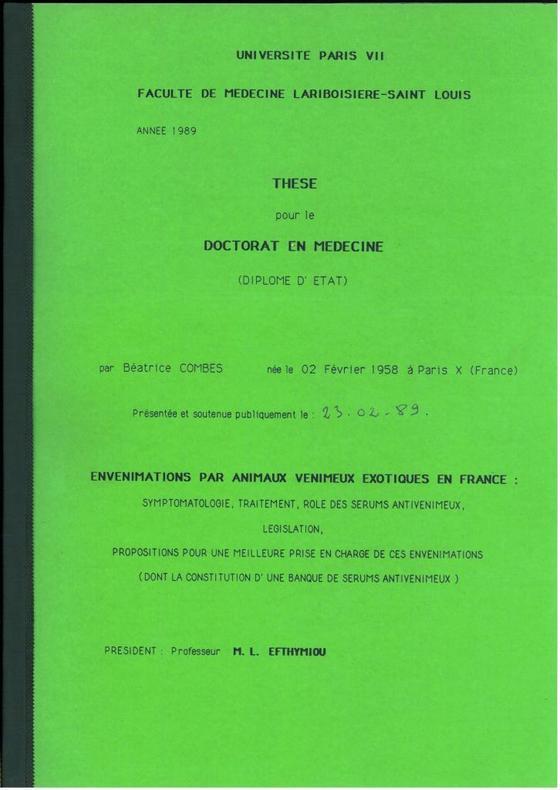 UNIVERSITE PARIS VII
FACULTE DE MEDECINE LARIBOISIERE-SAINT LOUIS
ANNEE 1989
THESE
pour le
DOCTORAT EN MEDECINE
(DIPLOME D' ETAT)
par Béatrice COMBES née le 02 Février 1958 à Paris X (France)
Présentée et soutenue publiquement le : 23.02-89.
ENVENIMATIONS PAR ANIMAUX VENIMEUX EXOTIQUES EN FRANCE :
SYMPTOMATOLOGIE, TRAITEMENT, ROLE DES SERUMS ANTIVENIMEUX,
LEGISLATION,
PROPOSITIONS POUR UNE MEILLEURE PRISE EN CHARGE DE CES ENVENIMATIONS
(DONT LA CONSTITUTION D' UNE BANQUE DE SERUMS ANTIVENIMEUX )
PRESIDENT : Professeur M. L. EFTHYMIOU